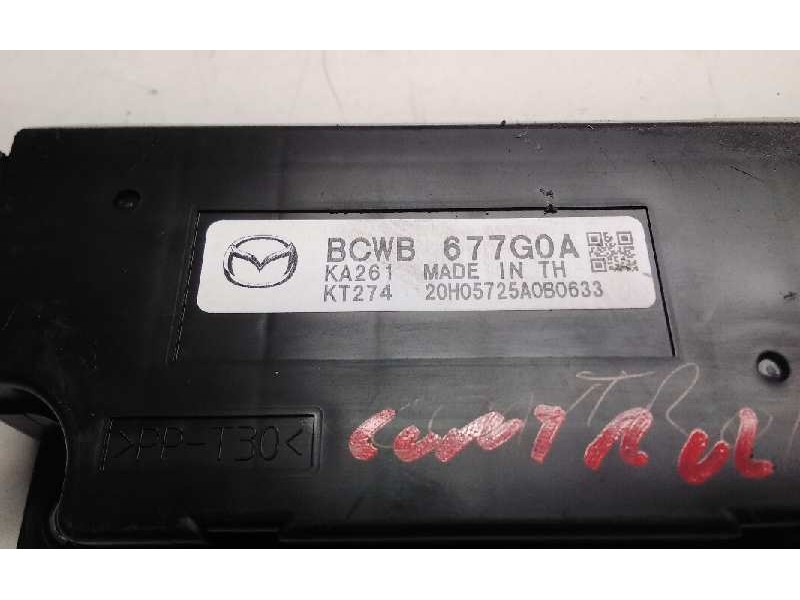 BCWB 677G0A
KA261 MADE IN TH
KT274 20H05725A0B0633
>PP-T30<
CONTROL